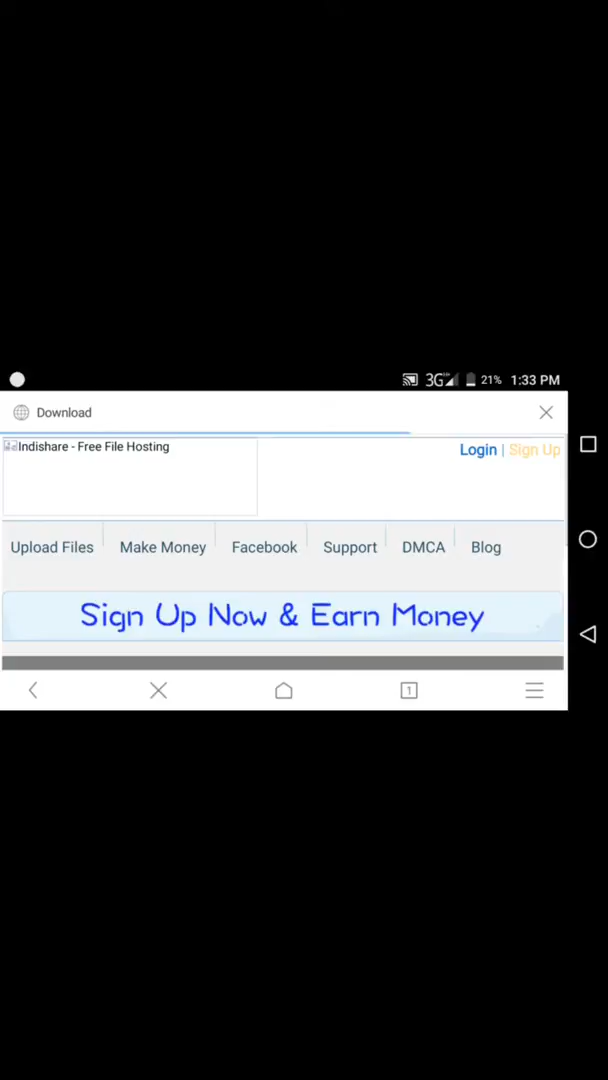 3G 21% 1:33 PM
Download
Indishare - Free File Hosting
Login | Sign Up
Upload Files Make Money Facebook Support DMCA Blog
Sign Up Now & Earn Money
1